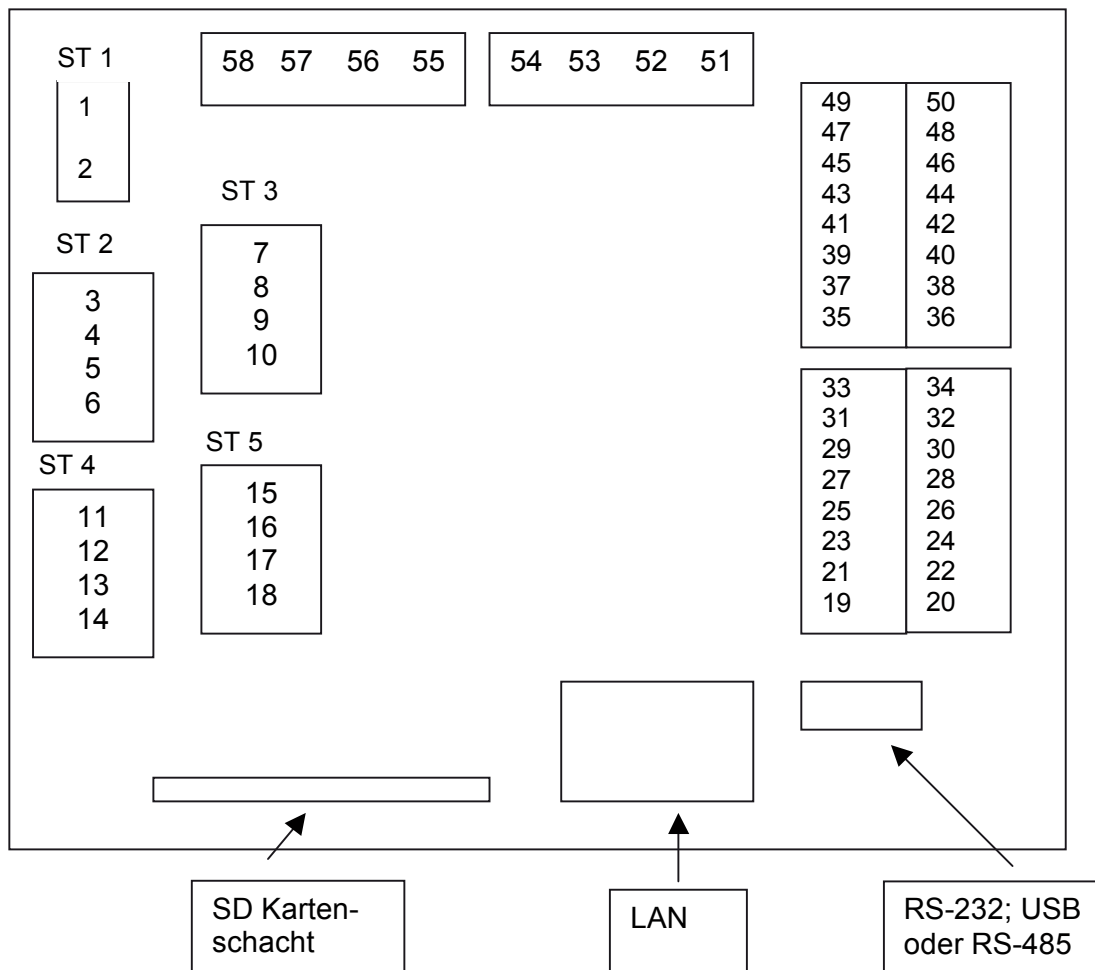 ST 1
1
2
58 57 56 55
54 53 52 51
ST 2
3
4
5
6
ST 3
7
8
9
10
ST 4
11
12
13
14
ST 5
15
16
17
18
49 50
47 48
45 46
43 44
41 42
39 40
37 38
35 36
33 34
31 32
29 30
27 28
25 26
23 24
21 22
19 20
SD Karten-
schacht
LAN
RS-232; USB
oder RS-485